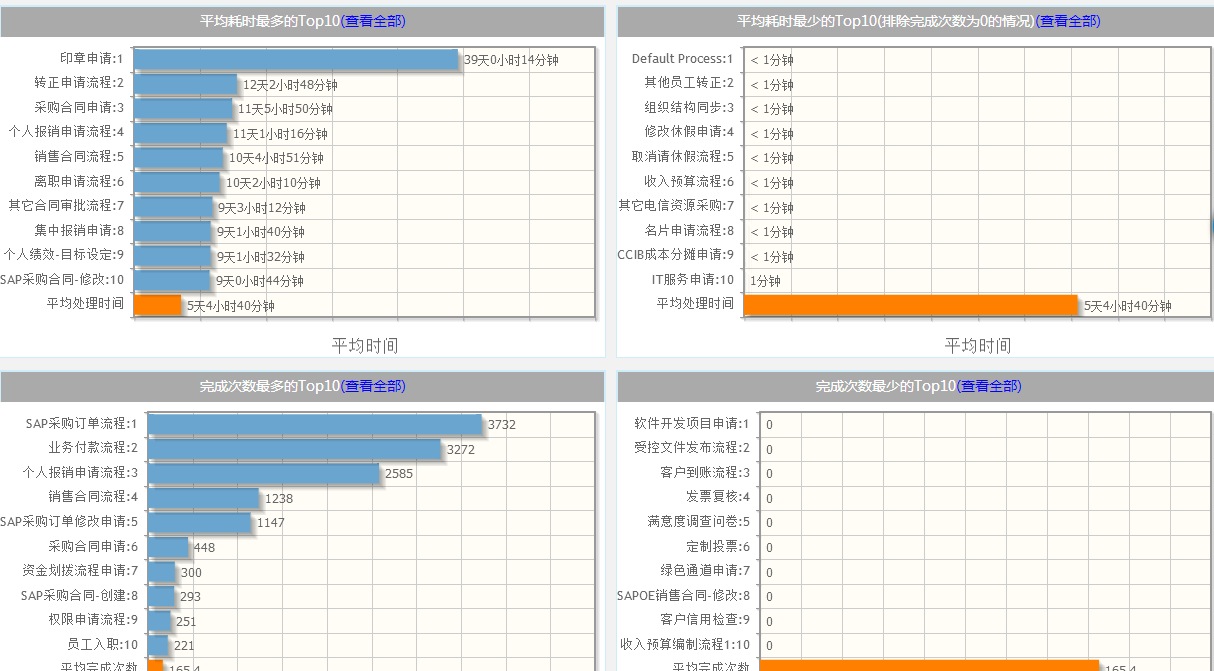 平均耗时最多的Top10(查看全部)
印章申请:1 39天0小时14分钟
转正申请流程:2 12天2小时48分钟
采购合同申请:3 11天5小时50分钟
个人报销申请流程:4 11天1小时16分钟
销售合同流程:5 10天4小时51分钟
离职申请流程:6 10天2小时10分钟
其它合同审批流程:7 9天3小时12分钟
集中报销申请:8 9天1小时40分钟
个人绩效-目标设定:9 9天1小时32分钟
SAP采购合同-修改:10 9天0小时44分钟
平均处理时间 5天4小时40分钟
平均时间
平均耗时最少的Top10(排除完成次数为0的情况)(查看全部)
Default Process:1 < 1分钟
其他员工转正:2 < 1分钟
组织结构同步:3 < 1分钟
修改休假申请:4 < 1分钟
取消请休假流程:5 < 1分钟
收入预算流程:6 < 1分钟
其它电信资源采购:7 < 1分钟
名片申请流程:8 < 1分钟
CCIB成本分摊申请:9 < 1分钟
IT服务申请:10 1分钟
平均处理时间 5天4小时40分钟
平均时间
完成次数最多的Top10(查看全部)
SAP采购订单流程:1 3732
业务付款流程:2 3272
个人报销申请流程:3 2585
销售合同流程:4 1238
SAP采购订单修改申请:5 1147
采购合同申请:6 448
资金划拨流程申请:7 300
SAP采购合同-创建:8 293
权限申请流程:9 251
员工入职:10 221
平均完成次数 165.4
完成次数最少的Top10(查看全部)
软件开发项目申请:1 0
受控文件发布流程:2 0
客户到账流程:3 0
发票复核:4 0
满意度调查问卷:5 0
定制投票:6 0
绿色通道申请:7 0
SAPOE销售合同-修改:8 0
客户信用检查:9 0
收入预算编制流程1:10 0
平均完成次数 165.4